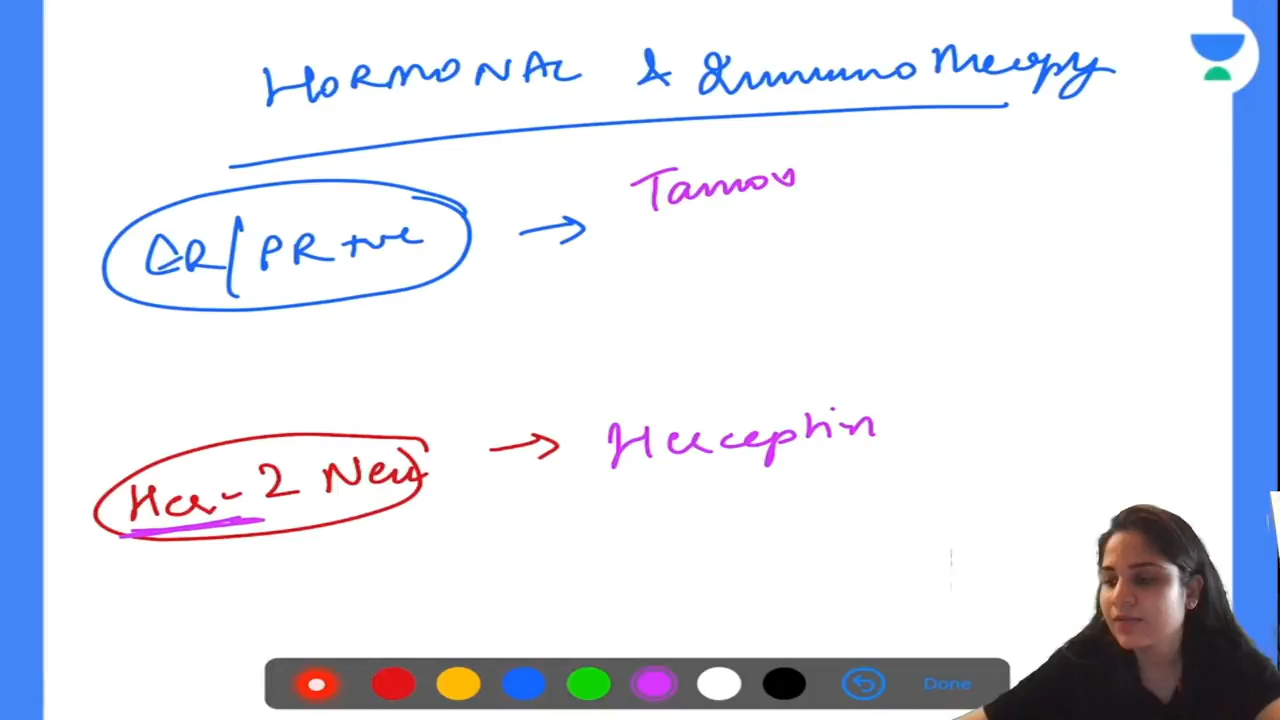 HORMONAL & Immunotherapy
Tamox
ER/PR +ve →
Her-2 Neu → Herceptin
Done